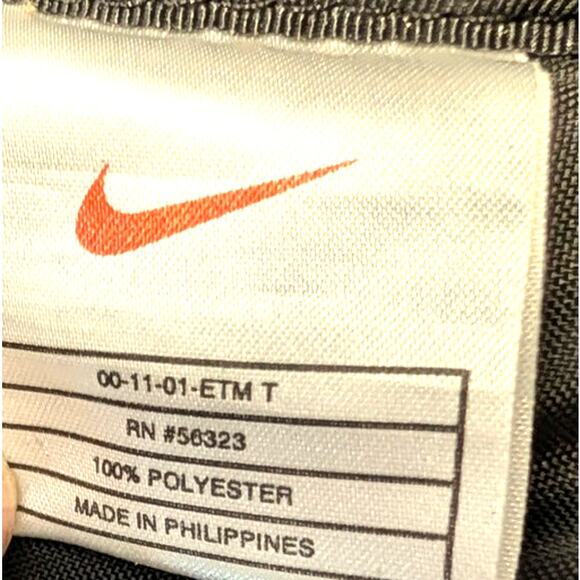 00-11-01-ETM T
RN #56323
100% POLYESTER
MADE IN PHILIPPINES